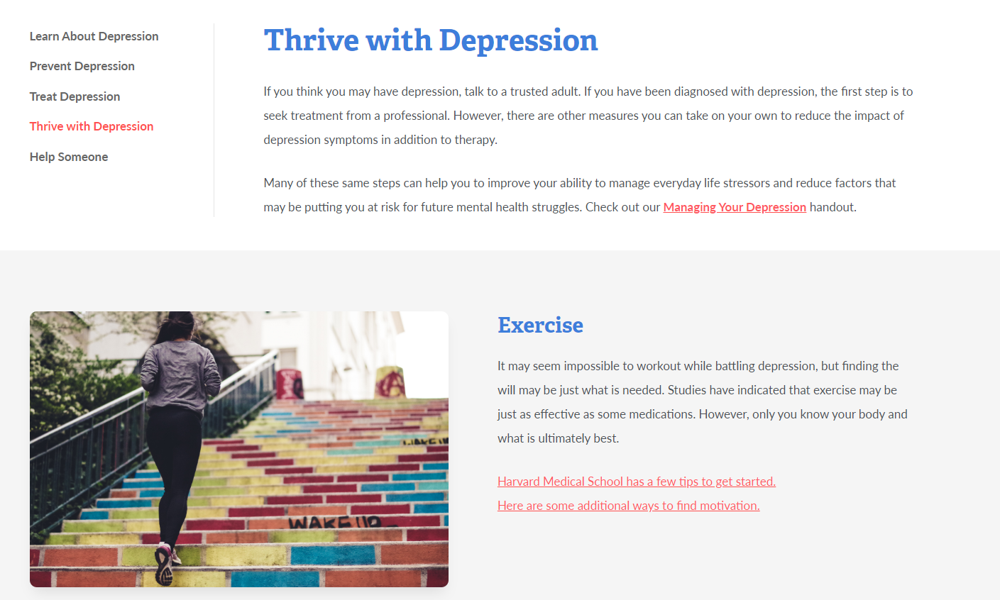 Learn About Depression
Prevent Depression
Treat Depression
Thrive with Depression
Help Someone
Thrive with Depression
If you think you may have depression, talk to a trusted adult. If you have been diagnosed with depression, the first step is to
seek treatment from a professional. However, there are other measures you can take on your own to reduce the impact of
depression symptoms in addition to therapy.
Many of these same steps can help you to improve your ability to manage everyday life stressors and reduce factors that
may be putting you at risk for future mental health struggles. Check out our Managing Your Depression handout.
WAKE UP
WAKE UP
Exercise
It may seem impossible to workout while battling depression, but finding the
will may be just what is needed. Studies have indicated that exercise may be
just as effective as some medications. However, only you know your body and
what is ultimately best.
Harvard Medical School has a few tips to get started.
Here are some additional ways to find motivation.